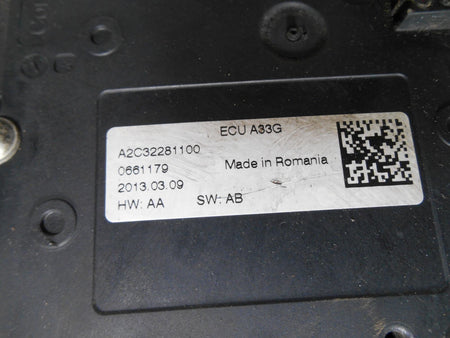 ECU A33G
A2C32281100
0661179
Made in Romania
2013.03.09
HW: AA SW: AB